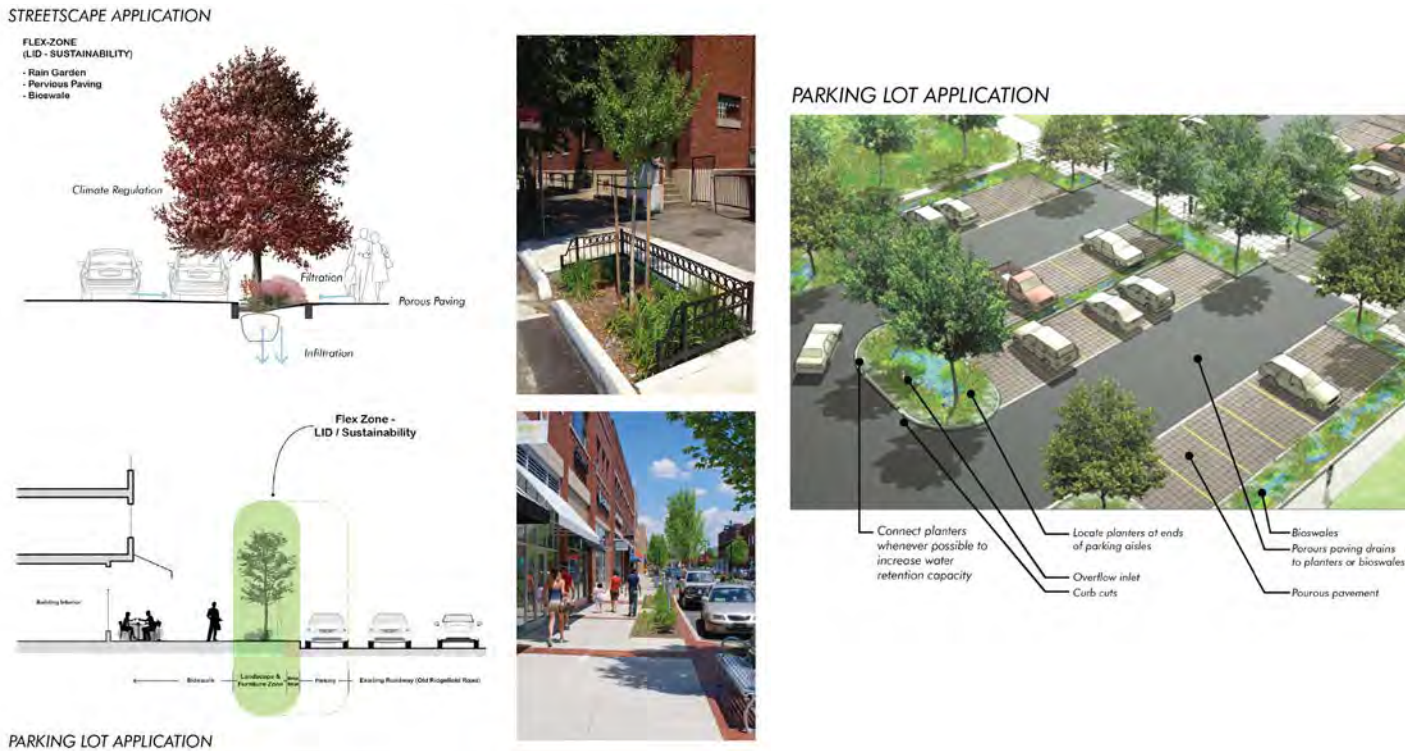 STREETSCAPE APPLICATION
FLEX-ZONE
(LID - SUSTAINABILITY)
- Rain Garden
- Pervious Paving
- Bioswale
Climate Regulation
Filtration
Porous Paving
Infiltration
Flex Zone -
LID / Sustainability
Building Interior
Sidewalk
Landscape &
Furniture Zone
Parking
Existing Roadway (Old Ridgefield Road)
PARKING LOT APPLICATION
PARKING LOT APPLICATION
Connect planters
whenever possible to
increase water
retention capacity
Locate planters at ends
of parking aisles
Overflow inlet
Curb cuts
Bioswales
Porours paving drains
to planters or bioswales
Pourous pavement